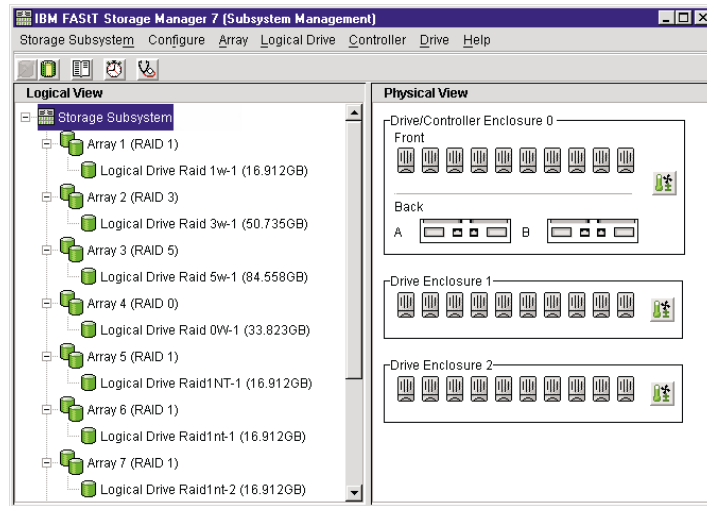 IBM FAStT Storage Manager 7 (Subsystem Management)
Storage Subsystem Configure Array Logical Drive Controller Drive Help
Logical View
Storage Subsystem
Array 1 (RAID 1)
Logical Drive Raid 1w-1 (16.912GB)
Array 2 (RAID 3)
Logical Drive Raid 3w-1 (50.735GB)
Array 3 (RAID 5)
Logical Drive Raid 5w-1 (84.558GB)
Array 4 (RAID 0)
Logical Drive Raid 0W-1 (33.823GB)
Array 5 (RAID 1)
Logical Drive Raid1NT-1 (16.912GB)
Array 6 (RAID 1)
Logical Drive Raid1nt-1 (16.912GB)
Array 7 (RAID 1)
Logical Drive Raid1nt-2 (16.912GB)
Physical View
Drive/Controller Enclosure 0
Front
Back
A B
Drive Enclosure 1
Drive Enclosure 2